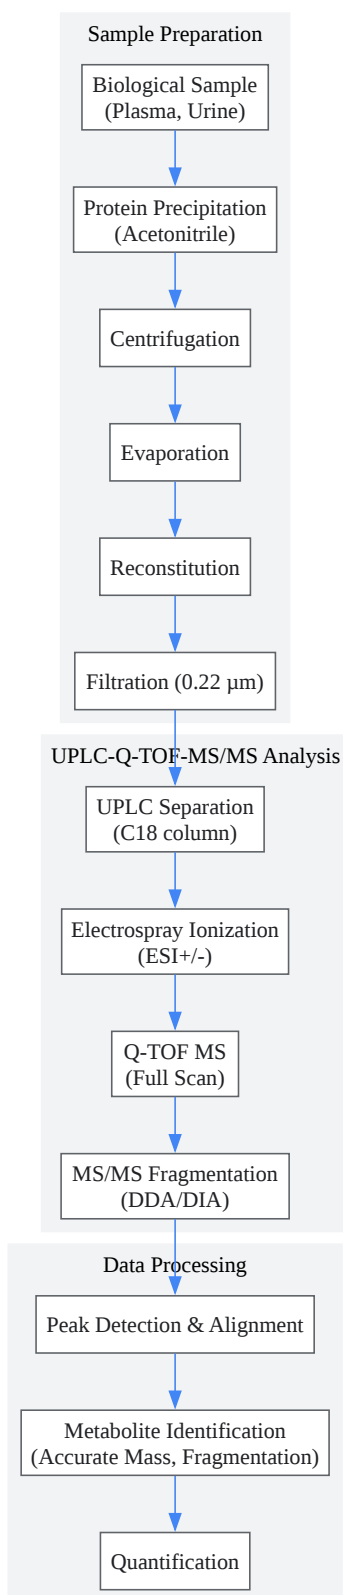 Sample Preparation
Biological Sample
(Plasma, Urine)
Protein Precipitation
(Acetonitrile)
Centrifugation
Evaporation
Reconstitution
Filtration (0.22 µm)
UPLC-Q-TOF-MS/MS Analysis
UPLC Separation
(C18 column)
Electrospray Ionization
(ESI+/-)
Q-TOF MS
(Full Scan)
MS/MS Fragmentation
(DDA/DIA)
Data Processing
Peak Detection & Alignment
Metabolite Identification
(Accurate Mass, Fragmentation)
Quantification